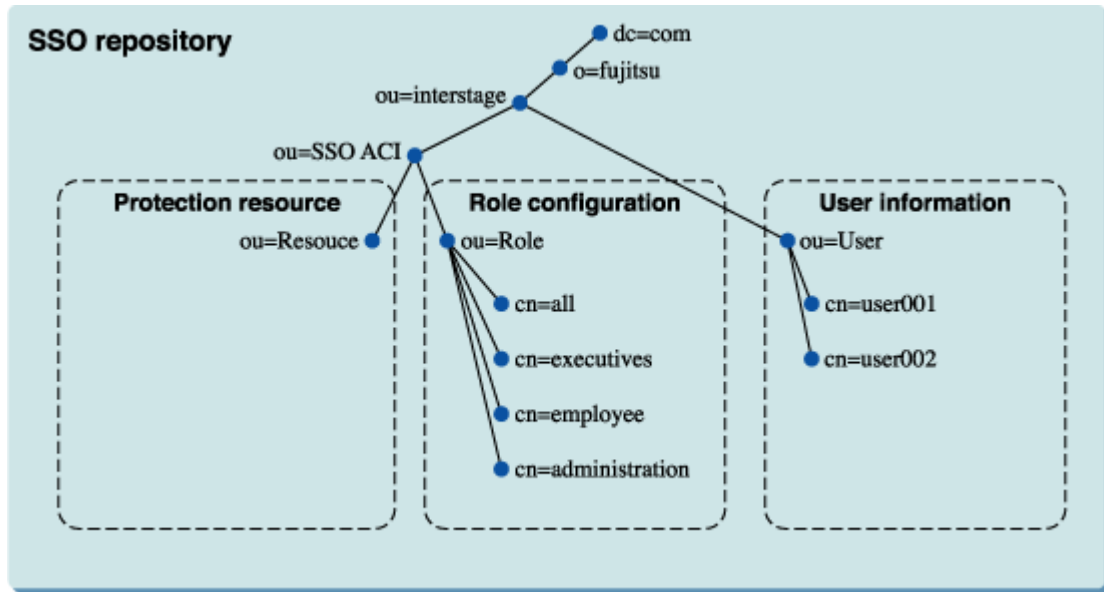 SSO repository
dc=com
o=fujitsu
ou=interstage
ou=SSO ACI
Protection resource
ou=Resouce
Role configuration
ou=Role
cn=all
cn=executives
cn=employee
cn=administration
User information
ou=User
cn=user001
cn=user002